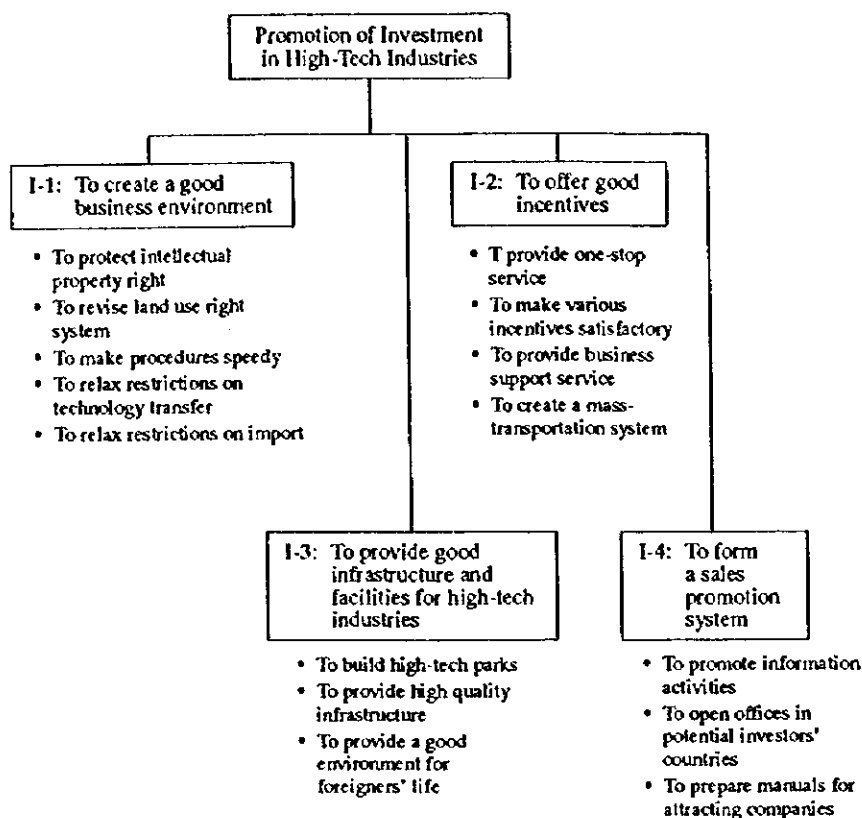 Promotion of Investment
in High-Tech Industries
I-1: To create a good
business environment
• To protect intellectual
property right
• To revise land use right
system
• To make procedures speedy
• To relax restrictions on
technology transfer
• To relax restrictions on import
I-2: To offer good
incentives
• T provide one-stop
service
• To make various
incentives satisfactory
• To provide business
support service
• To create a mass-
transportation system
I-3: To provide good
infrastructure and
facilities for high-tech
industries
• To build high-tech parks
• To provide high quality
infrastructure
• To provide a good
environment for
foreigners' life
I-4: To form
a sales
promotion
system
• To promote information
activities
• To open offices in
potential investors'
countries
• To prepare manuals for
attracting companies